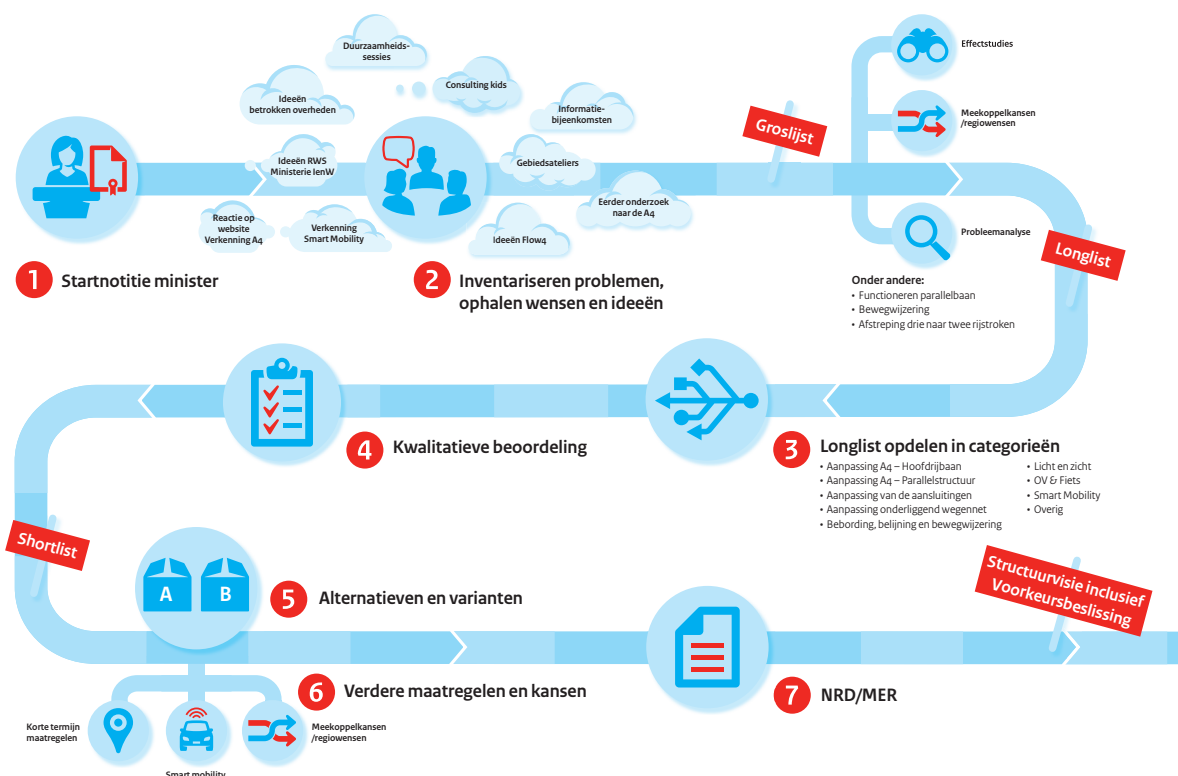 Duurzaamheids-
sessies
Consulting kids
Ideeën
betrokken overheden
Informatie-
bijeenkomsten
Ideeën RWS
Ministerie IenW
Gebiedsateliers
Eerder onderzoek
naar de A4
Reactie op
website
Verkenning A4
Verkenning
Smart Mobility
Ideeën Flow4
Groslijst
Effectstudies
Meekoppelkansen
/regiowensen
Probleemanalyse
Longlist
1 Startnotitie minister
2 Inventariseren problemen,
ophalen wensen en ideeën
Onder andere:
• Functioneren parallelbaan
• Bewegwijzering
• Afstreping drie naar twee rijstroken
3 Longlist opdelen in categorieën
• Aanpassing A4 – Hoofdrijbaan
• Aanpassing A4 – Parallelstructuur
• Aanpassing van de aansluitingen
• Aanpassing onderliggend wegennet
• Bebording, belijning en bewegwijzering
• Licht en zicht
• OV & Fiets
• Smart Mobility
• Overig
4 Kwalitatieve beoordeling
Shortlist
A B
5 Alternatieven en varianten
Structuurvisie inclusief
Voorkeursbeslissing
6 Verdere maatregelen en kansen
Korte termijn
maatregelen
Smart mobility
Meekoppelkansen
/regiowensen
7 NRD/MER